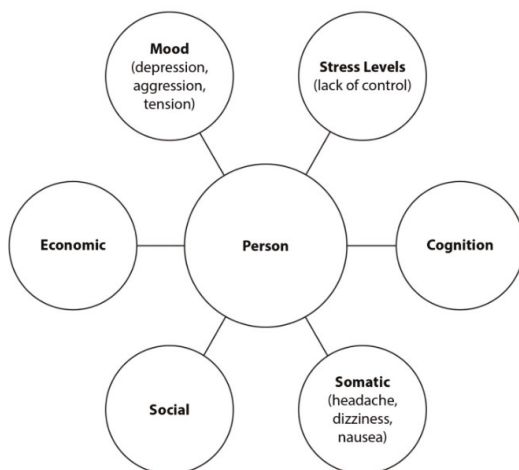 Mood
(depression,
aggression,
tension)
Stress Levels
(lack of control)
Economic
Person
Cognition
Social
Somatic
(headache,
dizziness,
nausea)